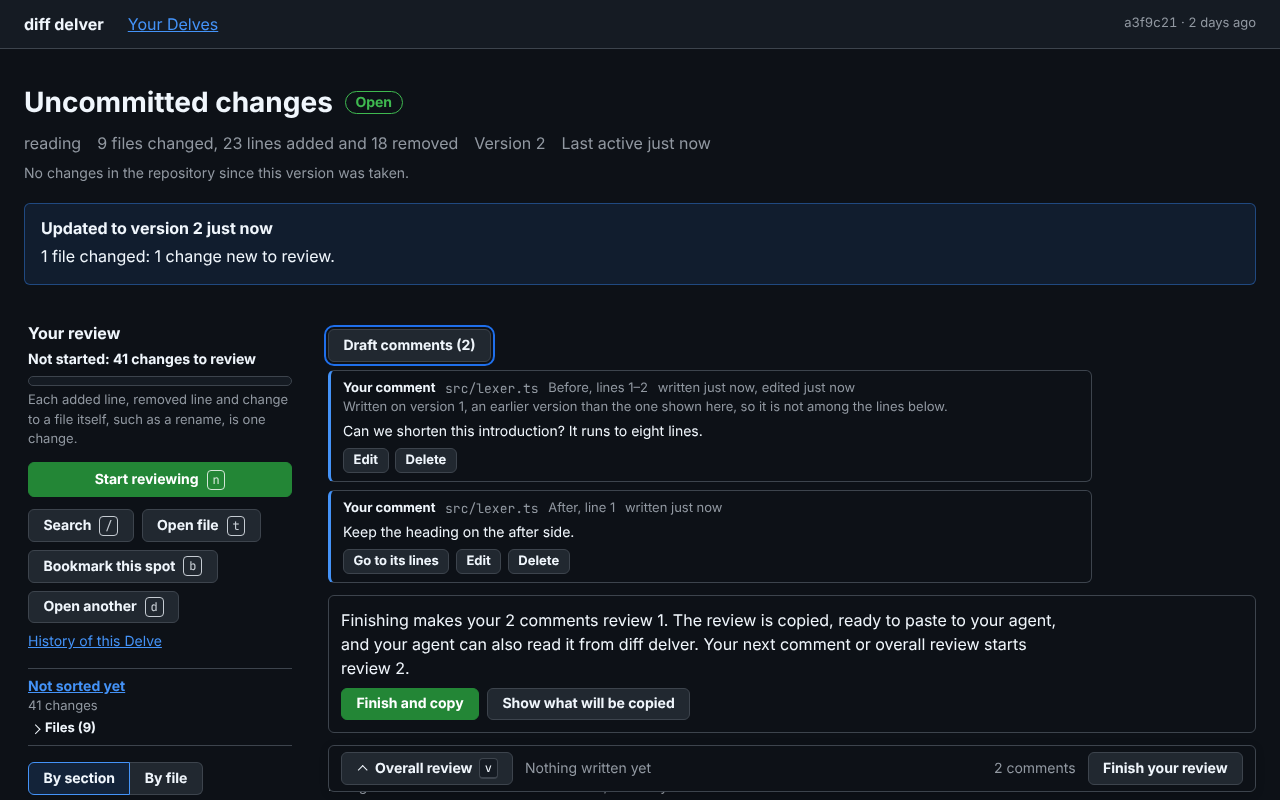 diff delver Your Delves a3f9c21 · 2 days ago
Uncommitted changes Open
reading 9 files changed, 23 lines added and 18 removed Version 2 Last active just now
No changes in the repository since this version was taken.
Updated to version 2 just now
1 file changed: 1 change new to review.
Your review
Not started: 41 changes to review
Each added line, removed line and change
to a file itself, such as a rename, is one
change.
Start reviewing n
Search / Open file t
Bookmark this spot b
Open another d
History of this Delve
Not sorted yet
41 changes
Files (9)
By section By file
Draft comments (2)
Your comment src/lexer.ts Before, lines 1–2 written just now, edited just now
Written on version 1, an earlier version than the one shown here, so it is not among the lines below.
Can we shorten this introduction? It runs to eight lines.
Edit Delete
Your comment src/lexer.ts After, line 1 written just now
Keep the heading on the after side.
Go to its lines Edit Delete
Finishing makes your 2 comments review 1. The review is copied, ready to paste to your agent,
and your agent can also read it from diff delver. Your next comment or overall review starts
review 2.
Finish and copy Show what will be copied
Overall review v Nothing written yet 2 comments Finish your review